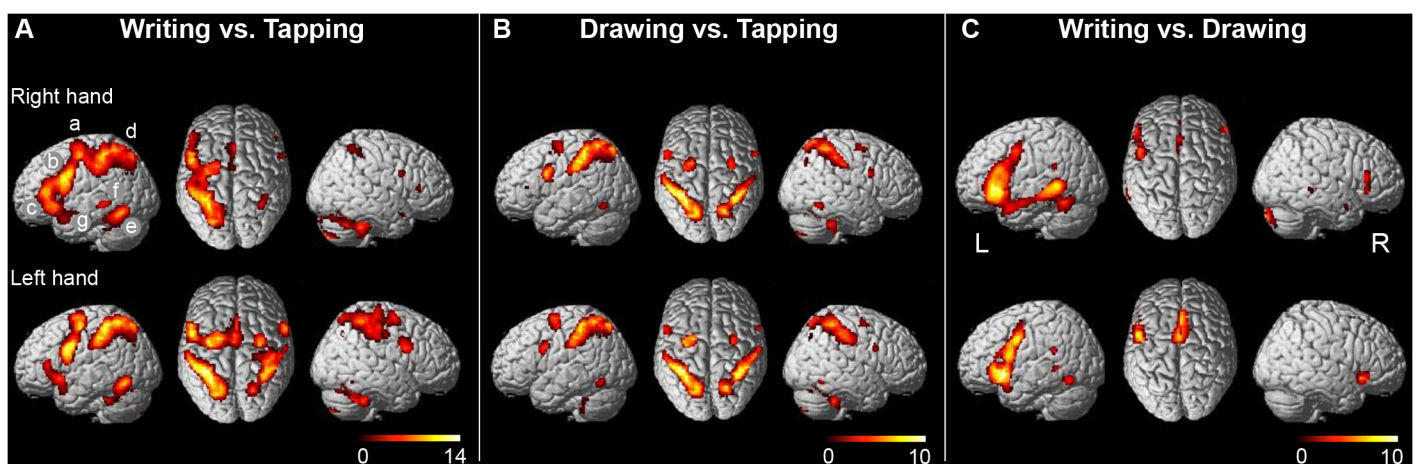 A Writing vs. Tapping
B Drawing vs. Tapping
C Writing vs. Drawing
Right hand
a
d
b
f
c
g
e
L
R
Left hand
0 14
0 10
0 10